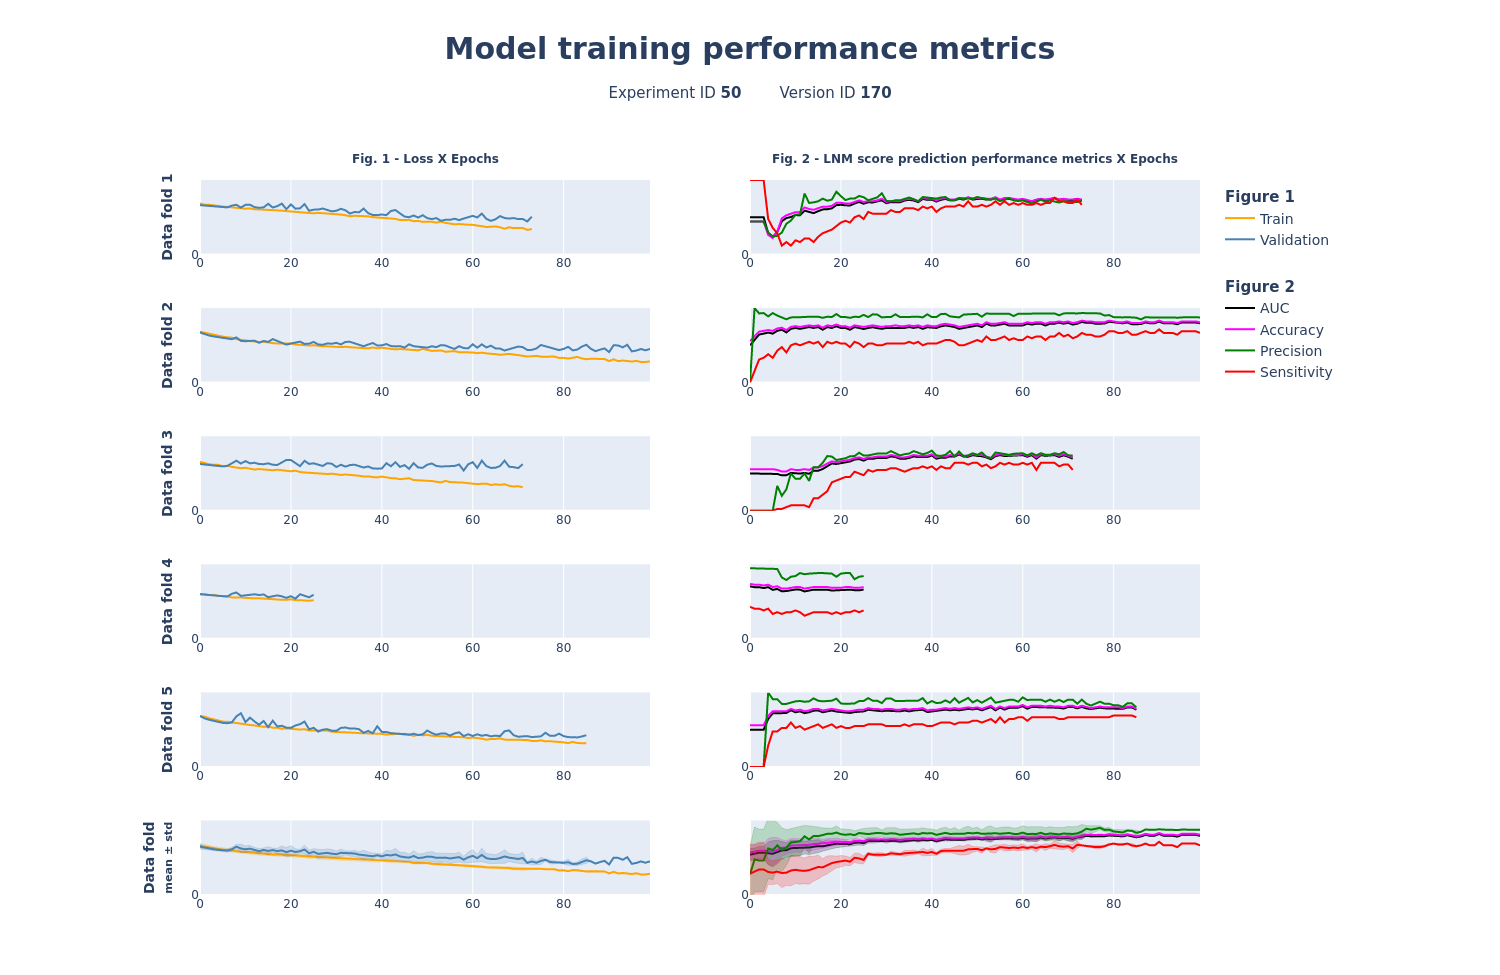 Model training performance metrics
Experiment ID 50 Version ID 170
Fig. 1 - Loss X Epochs
Fig. 2 - LNM score prediction performance metrics X Epochs
Data fold 1
0
0 20 40 60 80
0
0 20 40 60 80
Figure 1
Train
Validation
Figure 2
AUC
Accuracy
Precision
Sensitivity
Data fold 2
0
0 20 40 60 80
0
0 20 40 60 80
Data fold 3
0
0 20 40 60 80
0
0 20 40 60 80
Data fold 4
0
0 20 40 60 80
0
0 20 40 60 80
Data fold 5
0
0 20 40 60 80
0
0 20 40 60 80
Data fold
mean ± std
0
0 20 40 60 80
0
0 20 40 60 80